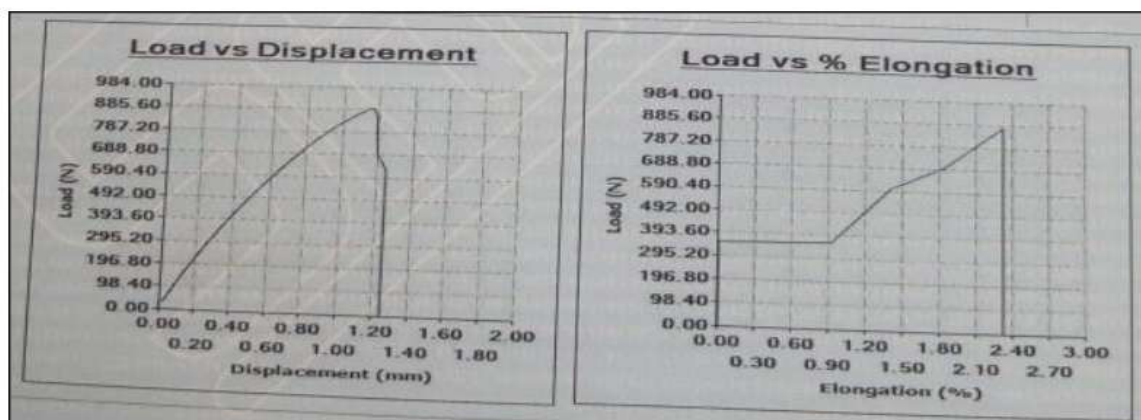 Load vs Displacement
984.00
885.60
787.20
688.80
590.40
492.00
393.60
295.20
196.80
98.40
0.00
Load (N)
0.00 0.40 0.80 1.20 1.60 2.00
0.20 0.60 1.00 1.40 1.80
Displacement (mm)
Load vs % Elongation
984.00
885.60
787.20
688.80
590.40
492.00
393.60
295.20
196.80
98.40
0.00
Load (N)
0.00 0.60 1.20 1.80 2.40 3.00
0.30 0.90 1.50 2.10 2.70
Elongation (%)